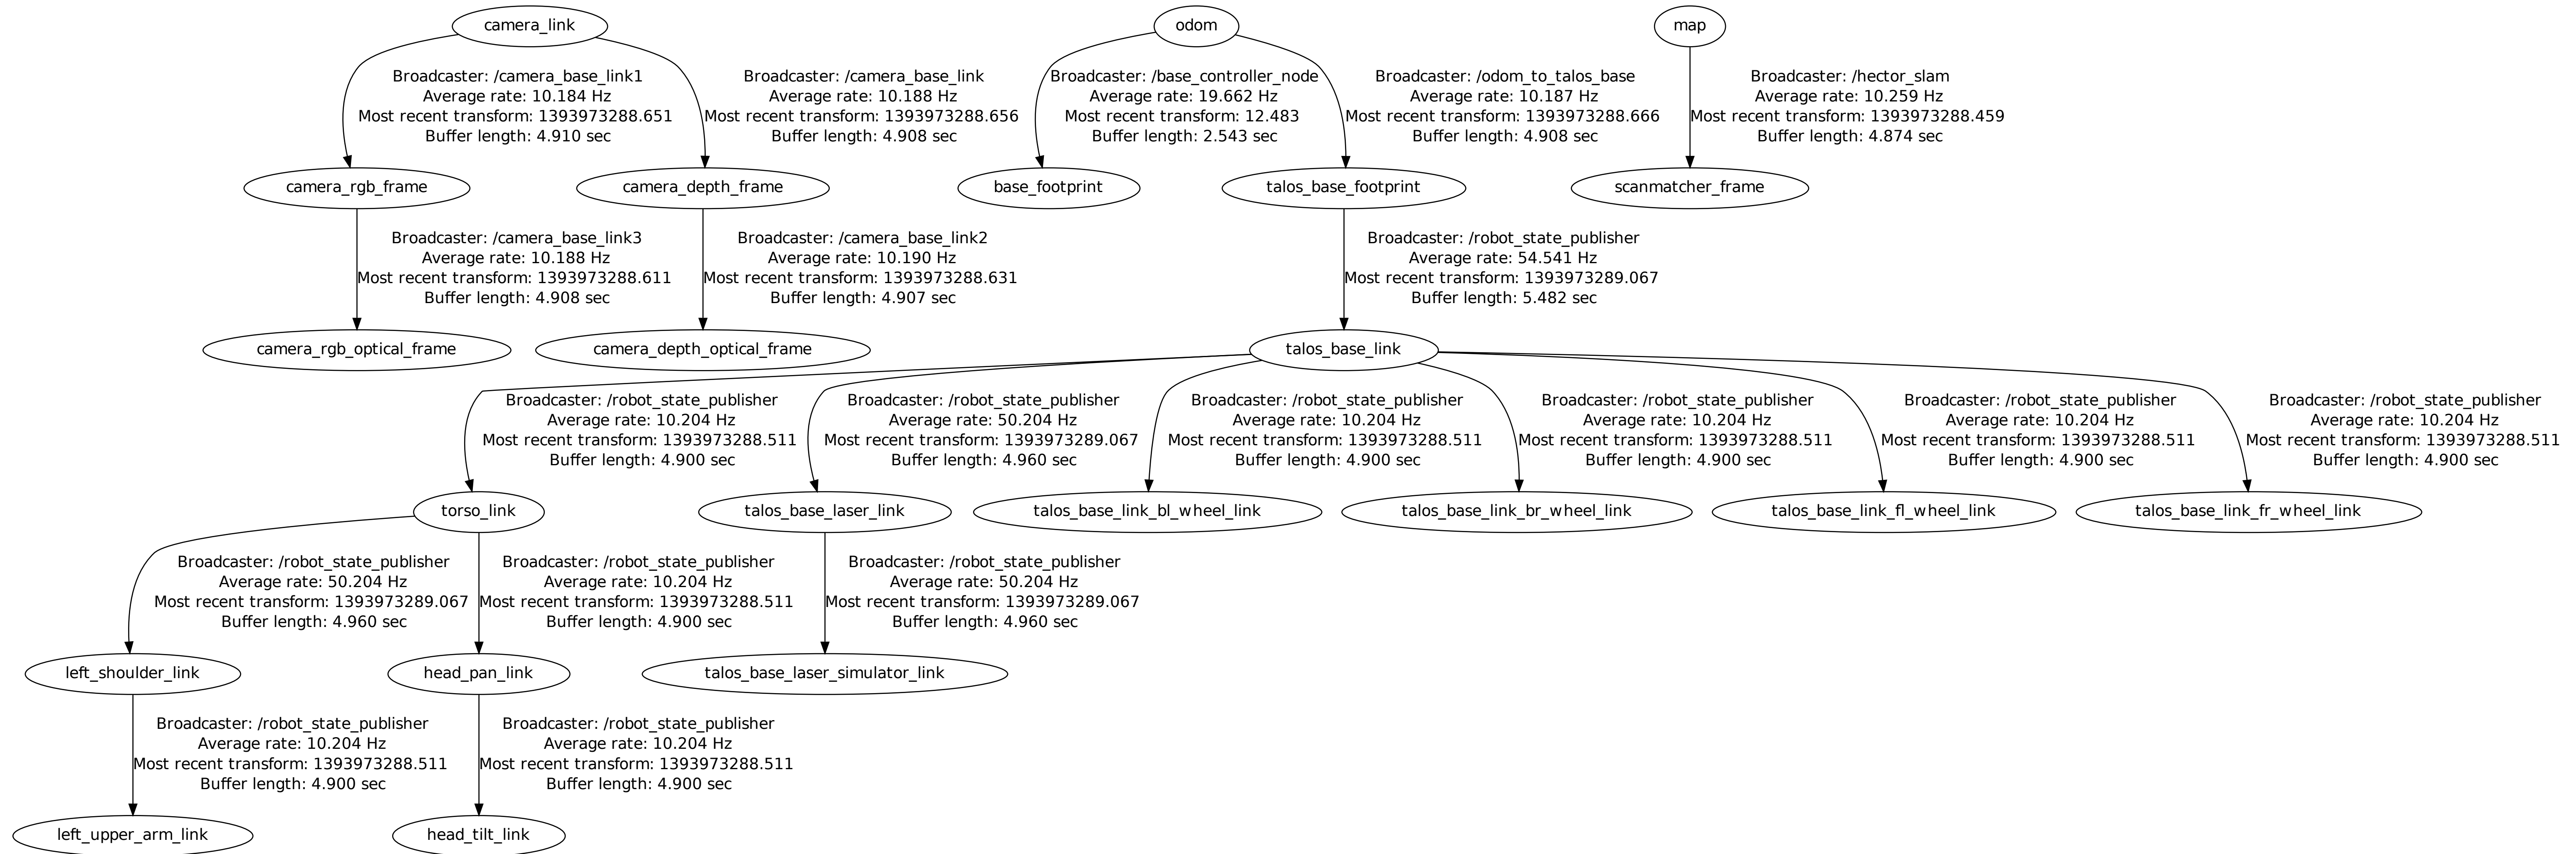 camera_link
odom
map
Broadcaster: /camera_base_link1
Average rate: 10.184 Hz
Most recent transform: 1393973288.651
Buffer length: 4.910 sec
Broadcaster: /camera_base_link
Average rate: 10.188 Hz
Most recent transform: 1393973288.656
Buffer length: 4.908 sec
Broadcaster: /base_controller_node
Average rate: 19.662 Hz
Most recent transform: 12.483
Buffer length: 2.543 sec
Broadcaster: /odom_to_talos_base
Average rate: 10.187 Hz
Most recent transform: 1393973288.666
Buffer length: 4.908 sec
Broadcaster: /hector_slam
Average rate: 10.259 Hz
Most recent transform: 1393973288.459
Buffer length: 4.874 sec
camera_rgb_frame
camera_depth_frame
base_footprint
talos_base_footprint
scanmatcher_frame
Broadcaster: /camera_base_link3
Average rate: 10.188 Hz
Most recent transform: 1393973288.611
Buffer length: 4.908 sec
Broadcaster: /camera_base_link2
Average rate: 10.190 Hz
Most recent transform: 1393973288.631
Buffer length: 4.907 sec
Broadcaster: /robot_state_publisher
Average rate: 54.541 Hz
Most recent transform: 1393973289.067
Buffer length: 5.482 sec
camera_rgb_optical_frame
camera_depth_optical_frame
talos_base_link
Broadcaster: /robot_state_publisher
Average rate: 10.204 Hz
Most recent transform: 1393973288.511
Buffer length: 4.900 sec
Broadcaster: /robot_state_publisher
Average rate: 50.204 Hz
Most recent transform: 1393973289.067
Buffer length: 4.960 sec
Broadcaster: /robot_state_publisher
Average rate: 10.204 Hz
Most recent transform: 1393973288.511
Buffer length: 4.900 sec
Broadcaster: /robot_state_publisher
Average rate: 10.204 Hz
Most recent transform: 1393973288.511
Buffer length: 4.900 sec
Broadcaster: /robot_state_publisher
Average rate: 10.204 Hz
Most recent transform: 1393973288.511
Buffer length: 4.900 sec
Broadcaster: /robot_state_publisher
Average rate: 10.204 Hz
Most recent transform: 1393973288.511
Buffer length: 4.900 sec
torso_link
talos_base_laser_link
talos_base_link_bl_wheel_link
talos_base_link_br_wheel_link
talos_base_link_fl_wheel_link
talos_base_link_fr_wheel_link
Broadcaster: /robot_state_publisher
Average rate: 50.204 Hz
Most recent transform: 1393973289.067
Buffer length: 4.960 sec
Broadcaster: /robot_state_publisher
Average rate: 10.204 Hz
Most recent transform: 1393973288.511
Buffer length: 4.900 sec
Broadcaster: /robot_state_publisher
Average rate: 50.204 Hz
Most recent transform: 1393973289.067
Buffer length: 4.960 sec
left_shoulder_link
head_pan_link
talos_base_laser_simulator_link
Broadcaster: /robot_state_publisher
Average rate: 10.204 Hz
Most recent transform: 1393973288.511
Buffer length: 4.900 sec
Broadcaster: /robot_state_publisher
Average rate: 10.204 Hz
Most recent transform: 1393973288.511
Buffer length: 4.900 sec
left_upper_arm_link
head_tilt_link